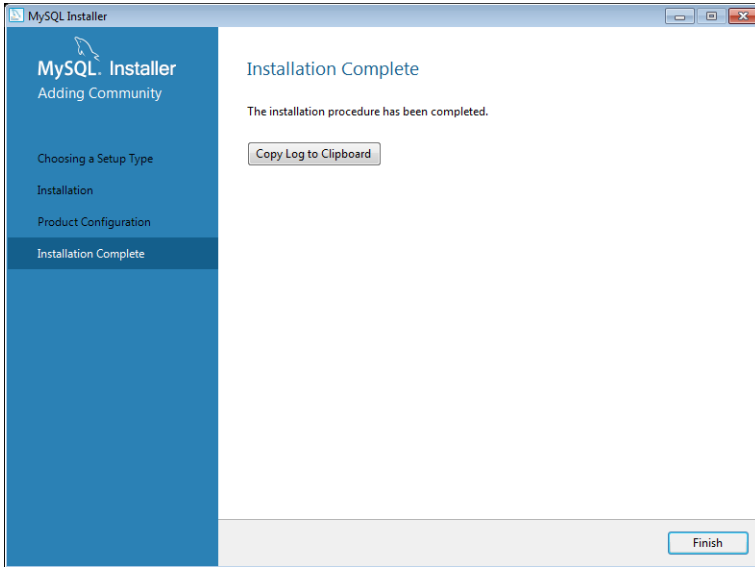 MySQL Installer
MySQL. Installer
Adding Community
Choosing a Setup Type
Installation
Product Configuration
Installation Complete
Installation Complete
The installation procedure has been completed.
Copy Log to Clipboard
Finish